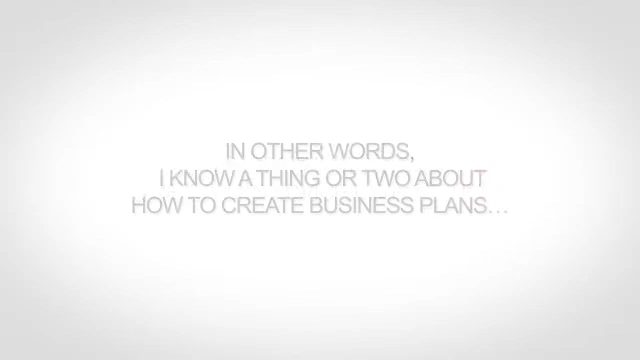 IN OTHER WORDS,
I KNOW A THING OR TWO ABOUT
HOW TO CREATE BUSINESS PLANS…